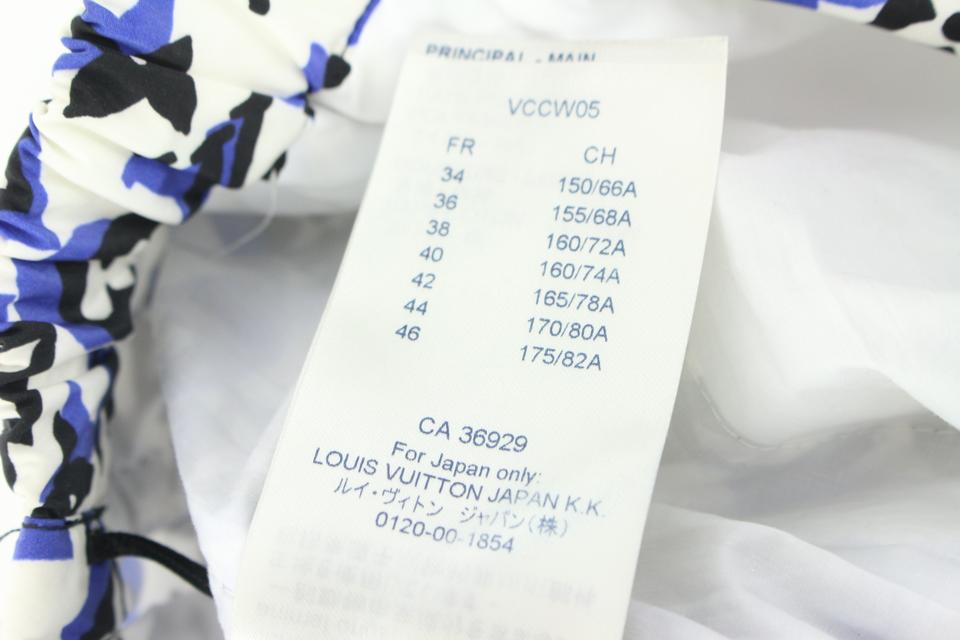 PRINCIPAL - MAIN
VCCW05
FR CH
34 150/66A
36 155/68A
38 160/72A
40 160/74A
42 165/78A
44 170/80A
46 175/82A
CA 36929
For Japan only:
LOUIS VUITTON JAPAN K.K.
ルイ・ヴィトン ジャパン(株)
0120-00-1854